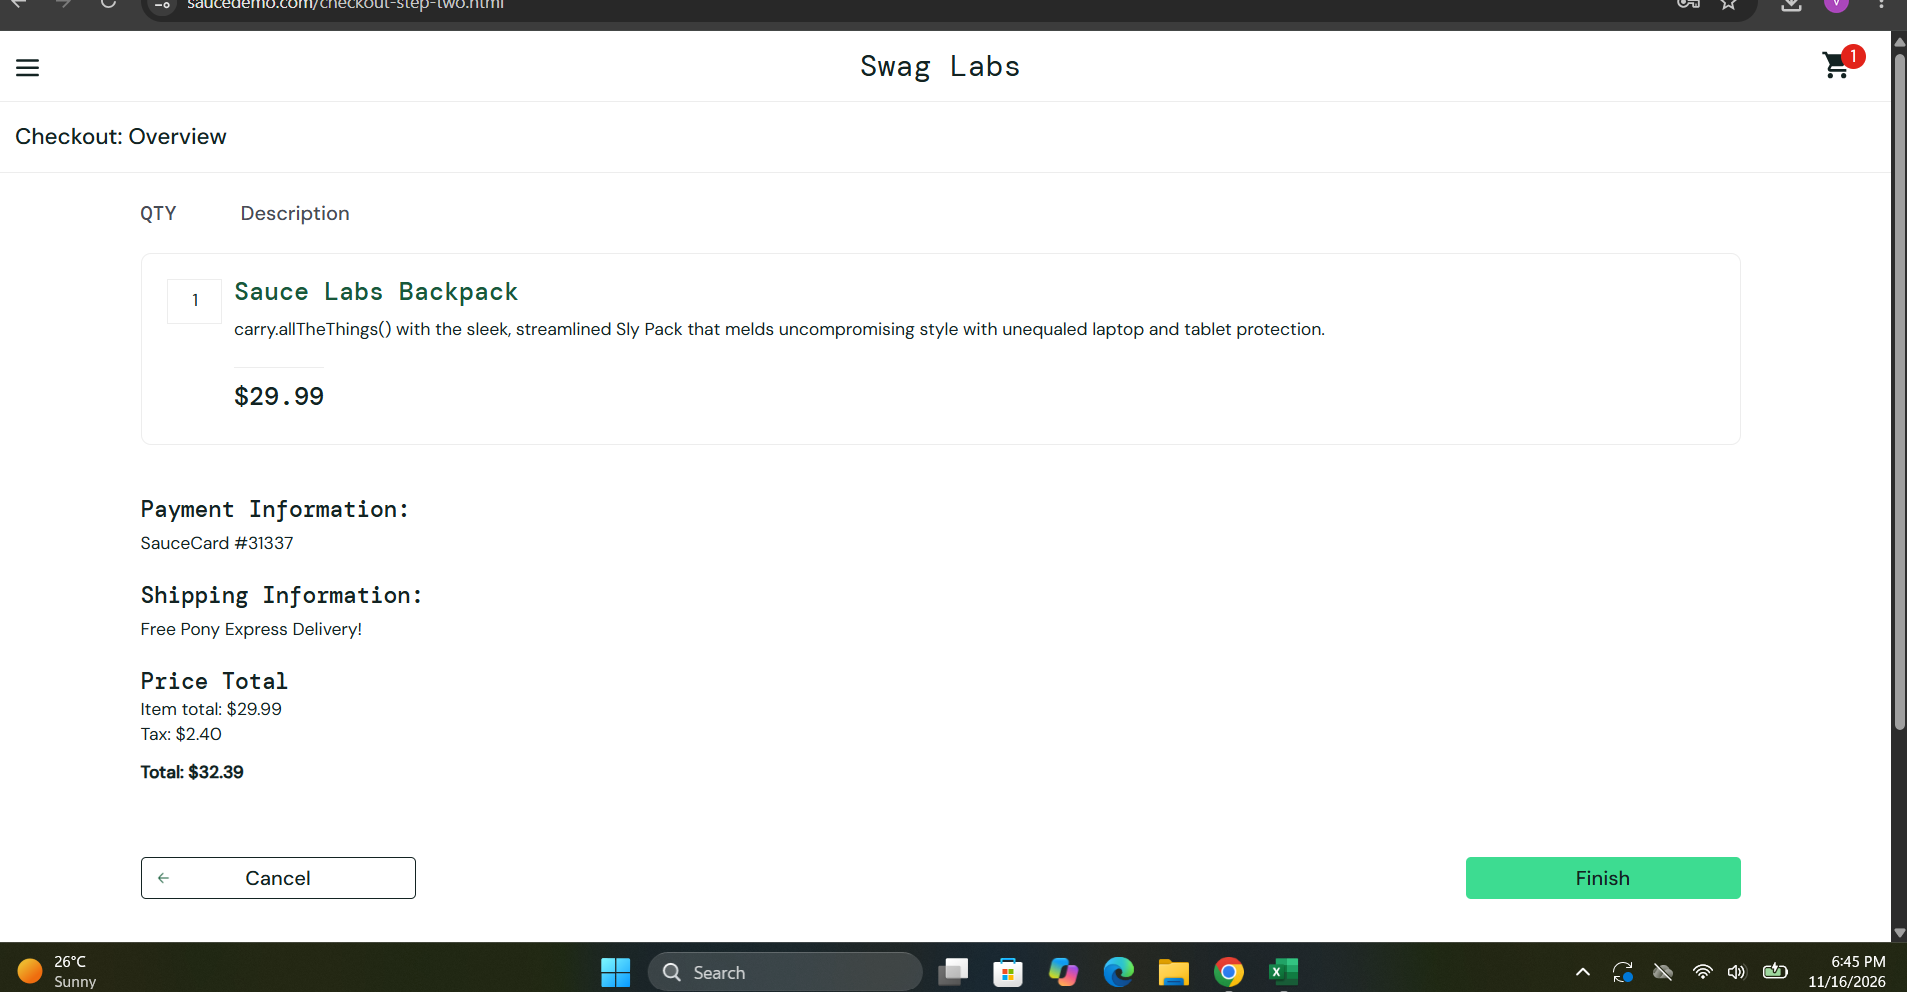 saucedemo.com/checkout-step-two.html
V
Swag Labs
1
Checkout: Overview
QTY Description
1
Sauce Labs Backpack
carry.allTheThings() with the sleek, streamlined Sly Pack that melds uncompromising style with unequaled laptop and tablet protection.
$29.99
Payment Information:
SauceCard #31337
Shipping Information:
Free Pony Express Delivery!
Price Total
Item total: $29.99
Tax: $2.40
Total: $32.39
Cancel
Finish
26°C
Sunny
Search
6:45 PM
11/16/2026